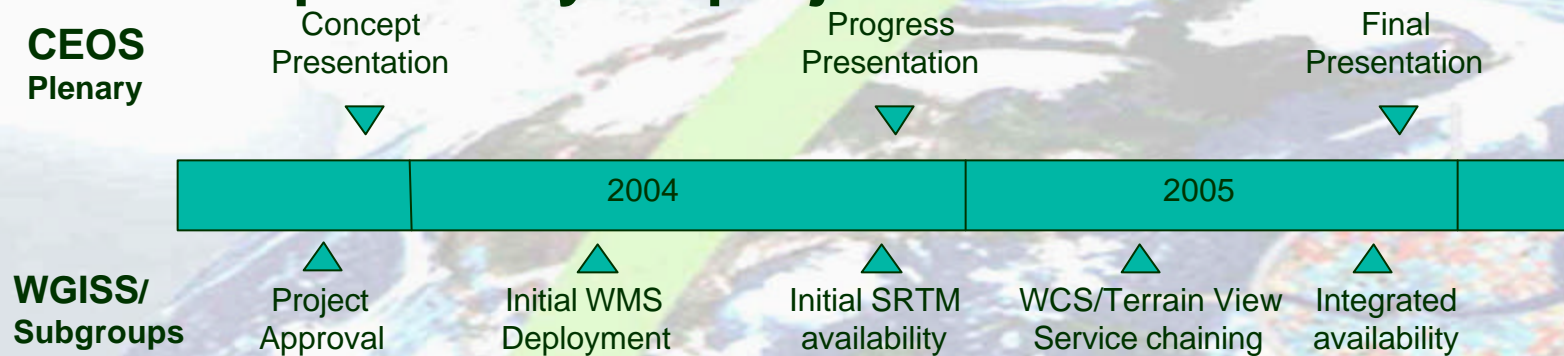 CEOS
Plenary
Concept
Presentation
Progress
Presentation
Final
Presentation
2004
2005
WGISS/
Subgroups
Project
Approval
Initial WMS
Deployment
Initial SRTM
availability
WCS/Terrain View
Service chaining
Integrated
availability